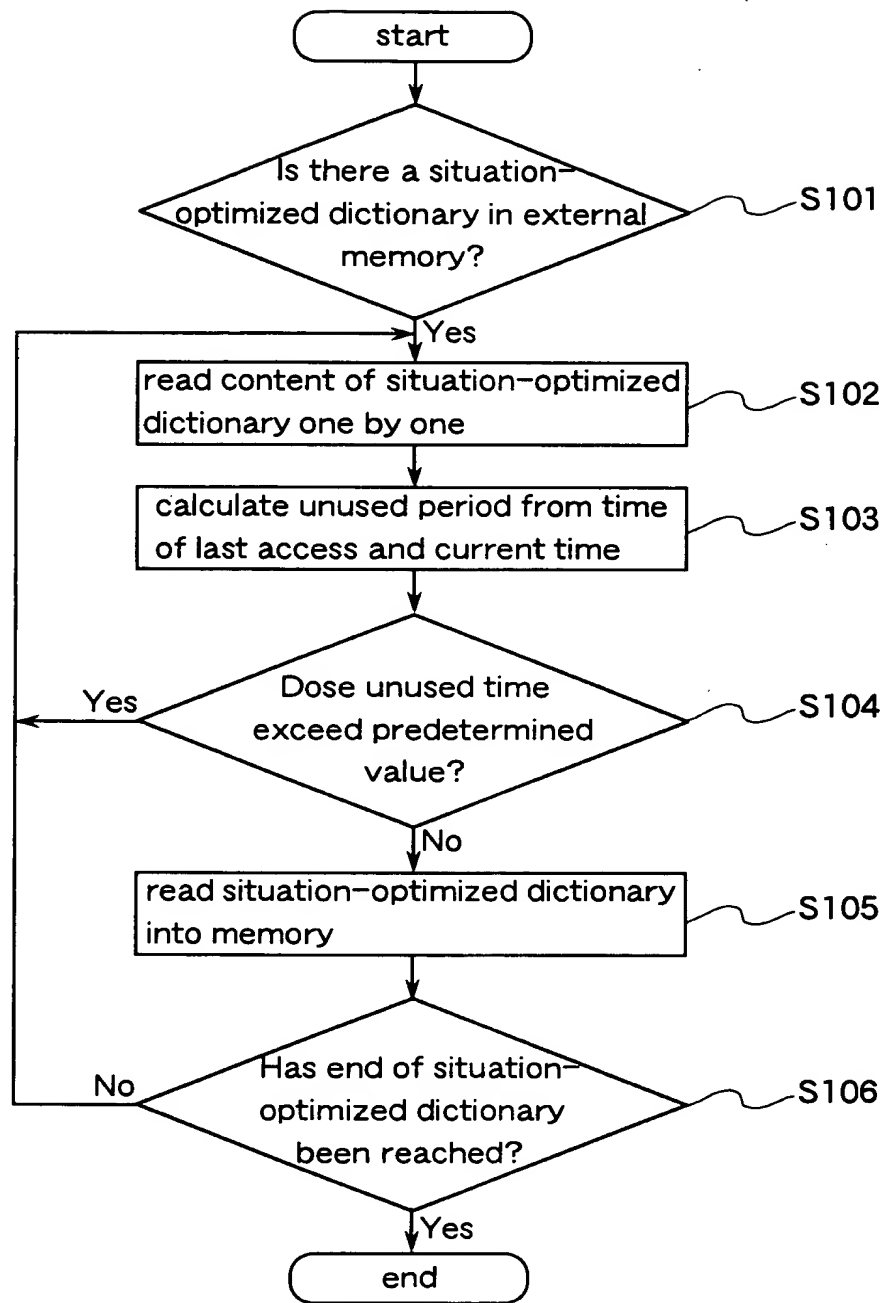 start
Is there a situation-
optimized dictionary in external
memory?
S101
Yes
read content of situation-optimized
dictionary one by one
S102
calculate unused period from time
of last access and current time
S103
Yes
Dose unused time
exceed predetermined
value?
S104
No
read situation-optimized dictionary
into memory
S105
No
Has end of situation-
optimized dictionary
been reached?
S106
Yes
end